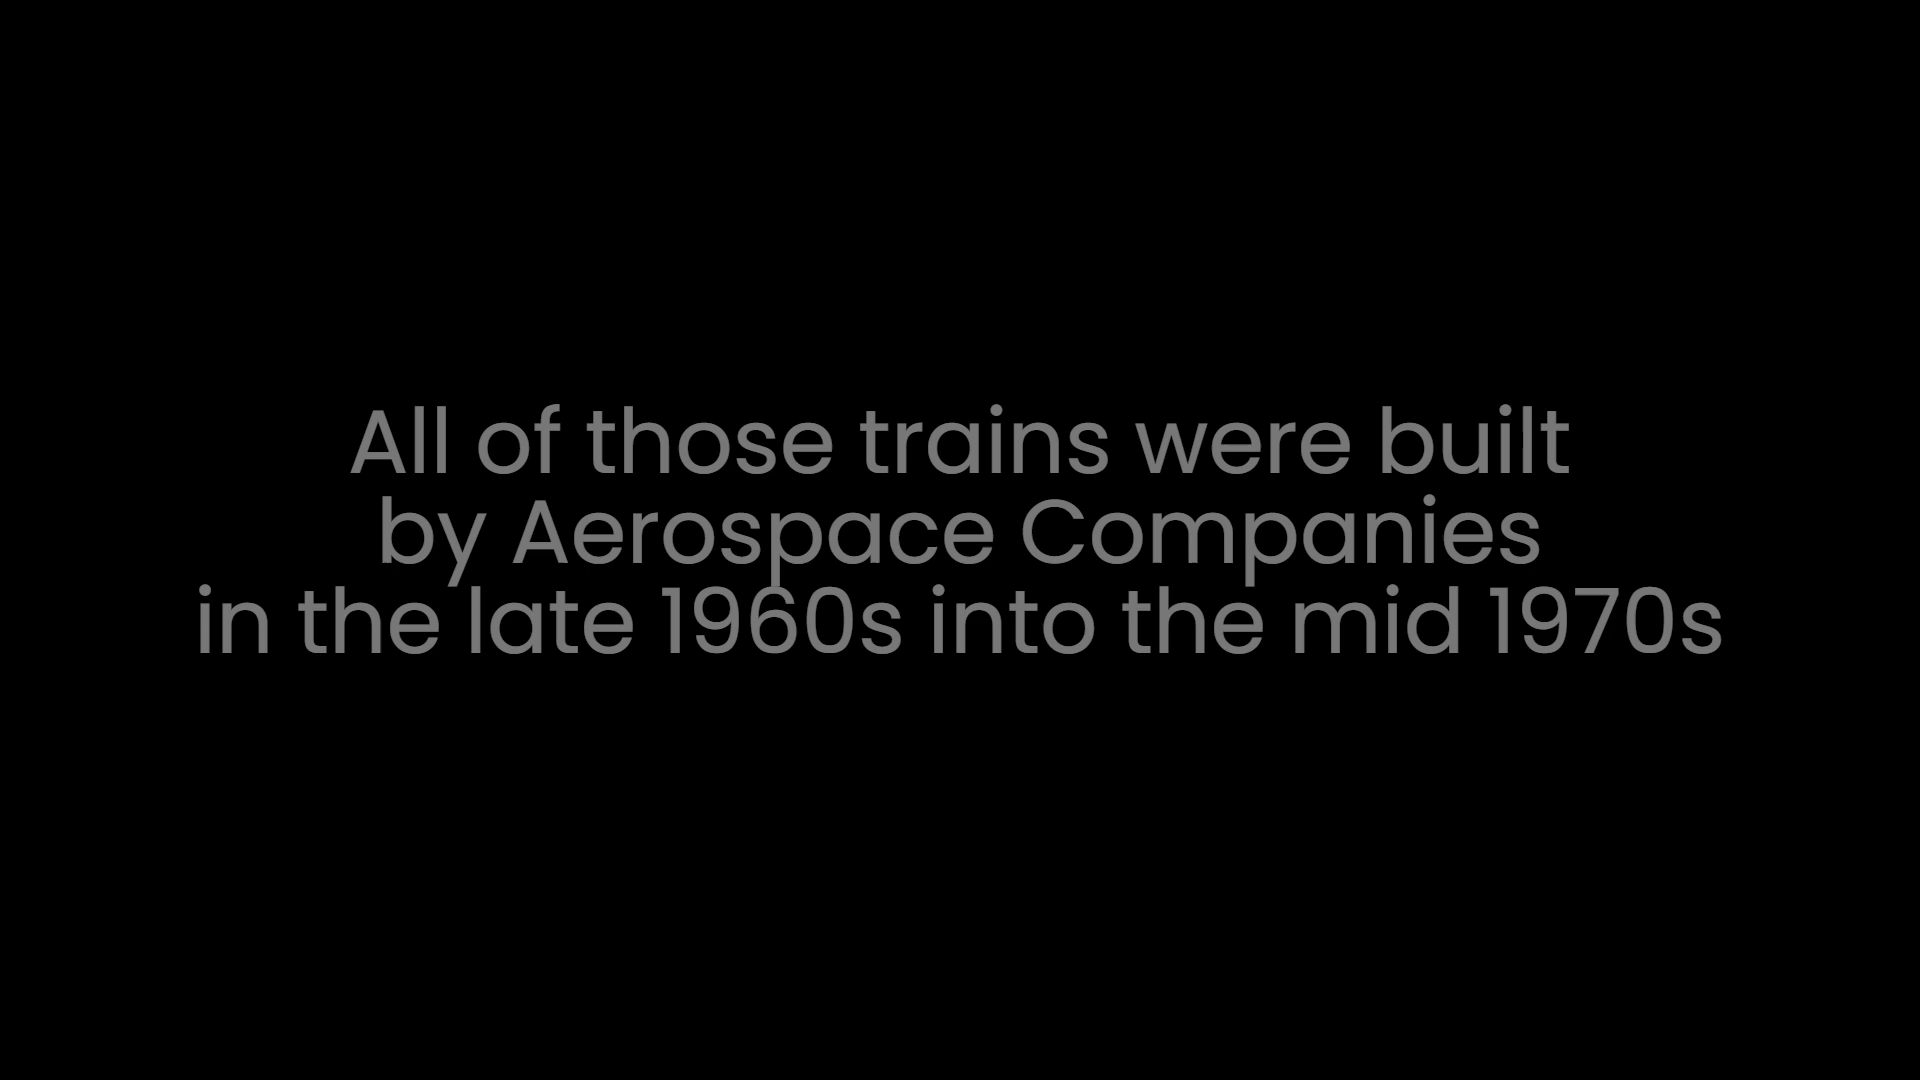 All of those trains were built
by Aerospace Companies
in the late 1960s into the mid 1970s